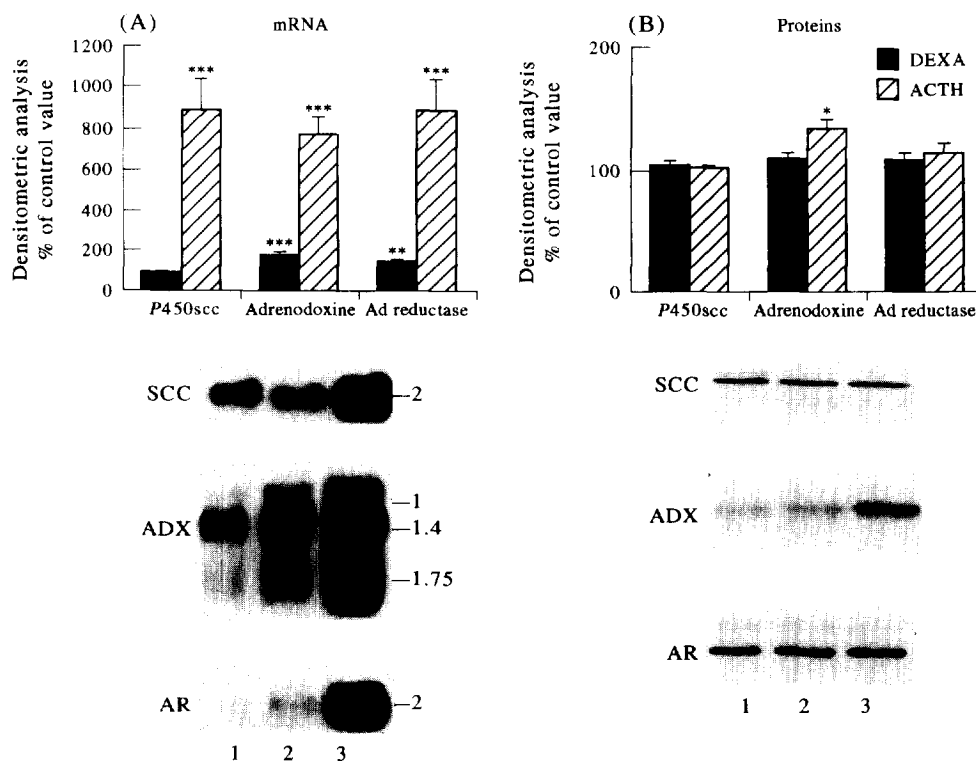 (A)
mRNA
Densitometric analysis
% of control value
1200
1000
800
600
400
200
0
***
***
***
***
**
P450scc
Adrenodoxine
Ad reductase
SCC
2
ADX
1
1.4
1.75
AR
2
1
2
3
(B)
Proteins
Densitometric analysis
% of control value
200
100
0
DEXA
ACTH
*
P450scc
Adrenodoxine
Ad reductase
SCC
ADX
AR
1
2
3